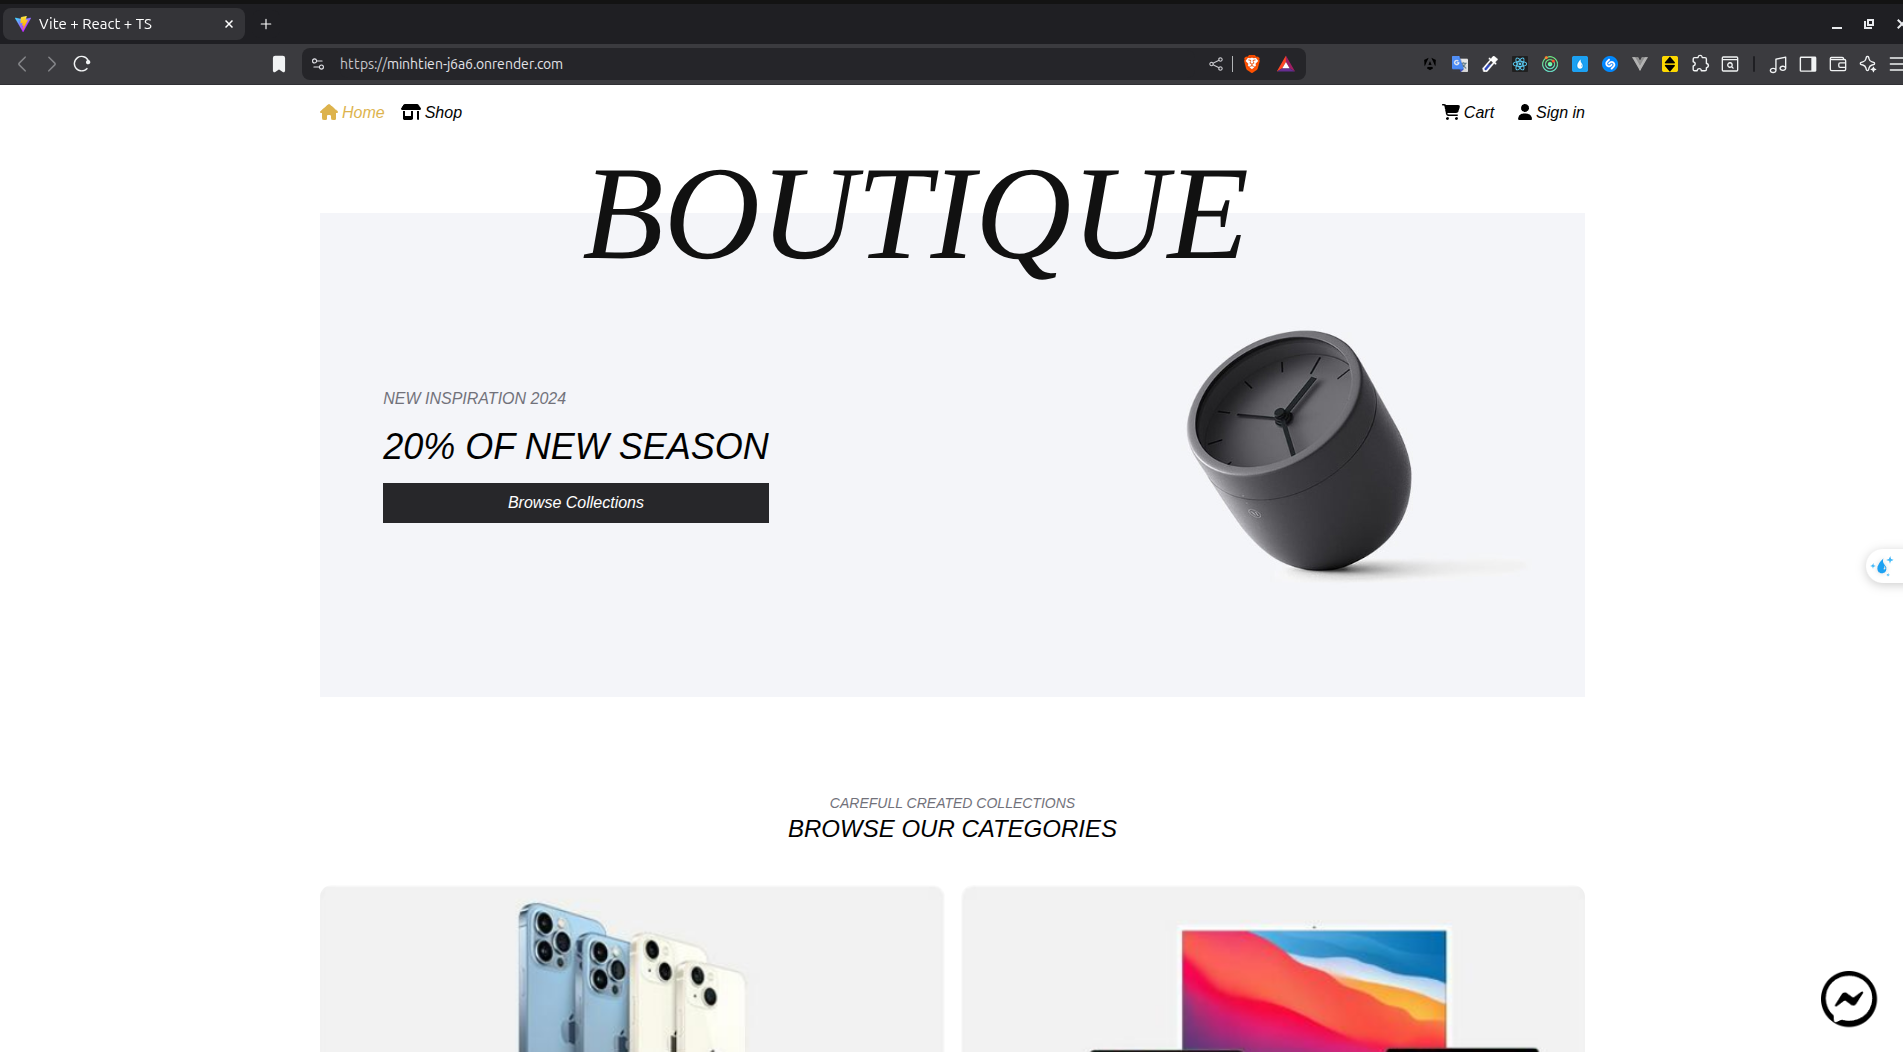 Vite + React + TS
https://minhtien-j6a6.onrender.com
Home Shop Cart Sign in
BOUTIQUE
NEW INSPIRATION 2024
20% OF NEW SEASON
Browse Collections
CAREFULL CREATED COLLECTIONS
BROWSE OUR CATEGORIES